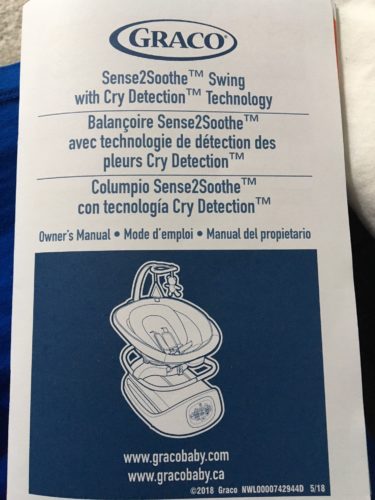 GRACO®
Sense2Soothe™ Swing
with Cry Detection™ Technology
Balançoire Sense2Soothe™
avec technologie de détection des
pleurs Cry Detection™
Columpio Sense2Soothe™
con tecnología Cry Detection™
Owner's Manual • Mode d'emploi • Manual del propietario
www.gracobaby.com
www.gracobaby.ca
©2018 Graco NWL0000742944D 5/18